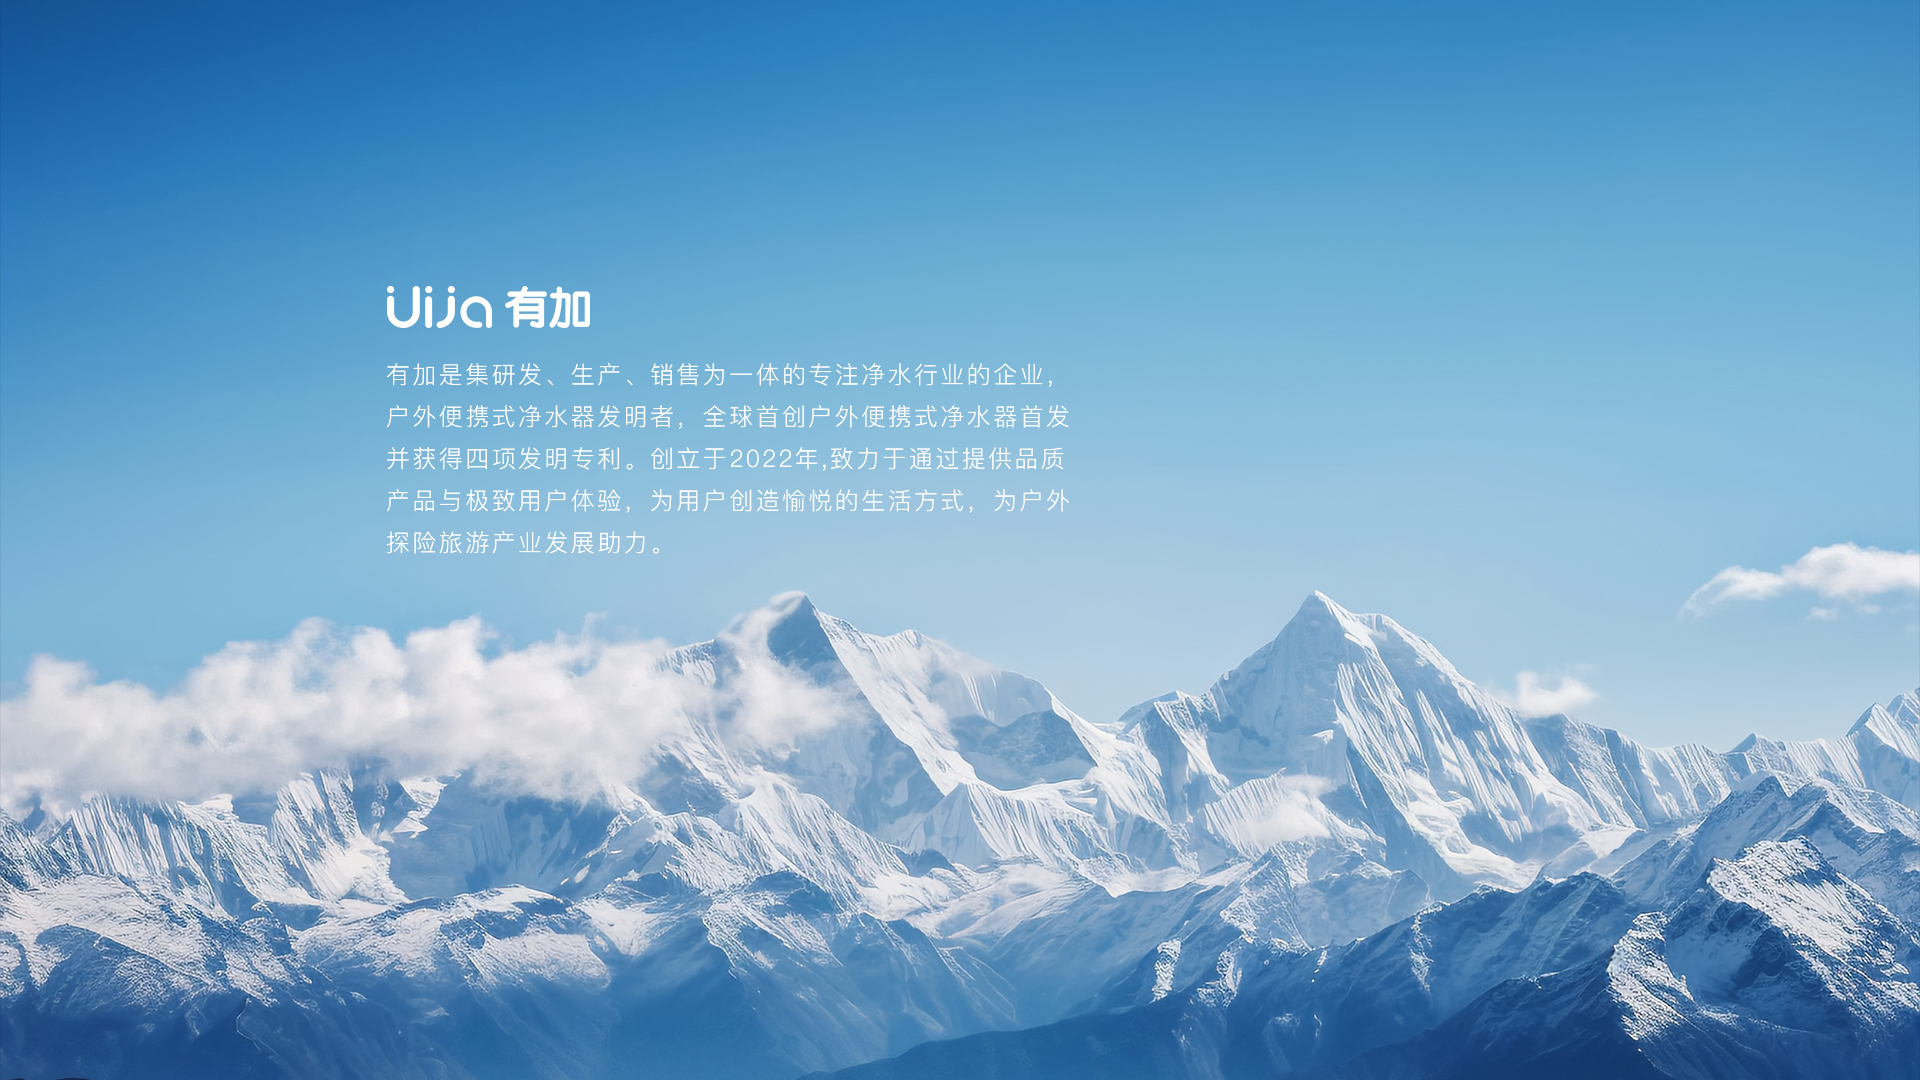 Uija 有加
有加是集研发、生产、销售为一体的专注净水行业的企业，
户外便携式净水器发明者，全球首创户外便携式净水器首发
并获得四项发明专利。创立于2022年,致力于通过提供品质
产品与极致用户体验，为用户创造愉悦的生活方式，为户外
探险旅游产业发展助力。